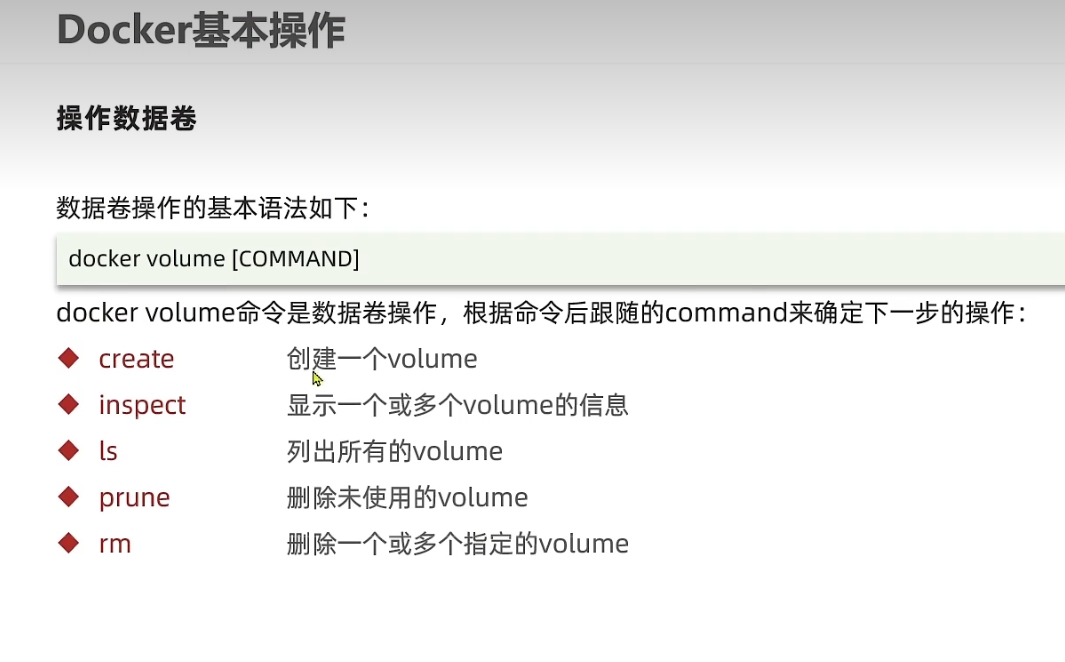 Docker基本操作
操作数据卷
数据卷操作的基本语法如下：
docker volume [COMMAND]
docker volume命令是数据卷操作，根据命令后跟随的command来确定下一步的操作：
create 创建一个volume
inspect 显示一个或多个volume的信息
ls 列出所有的volume
prune 删除未使用的volume
rm 删除一个或多个指定的volume